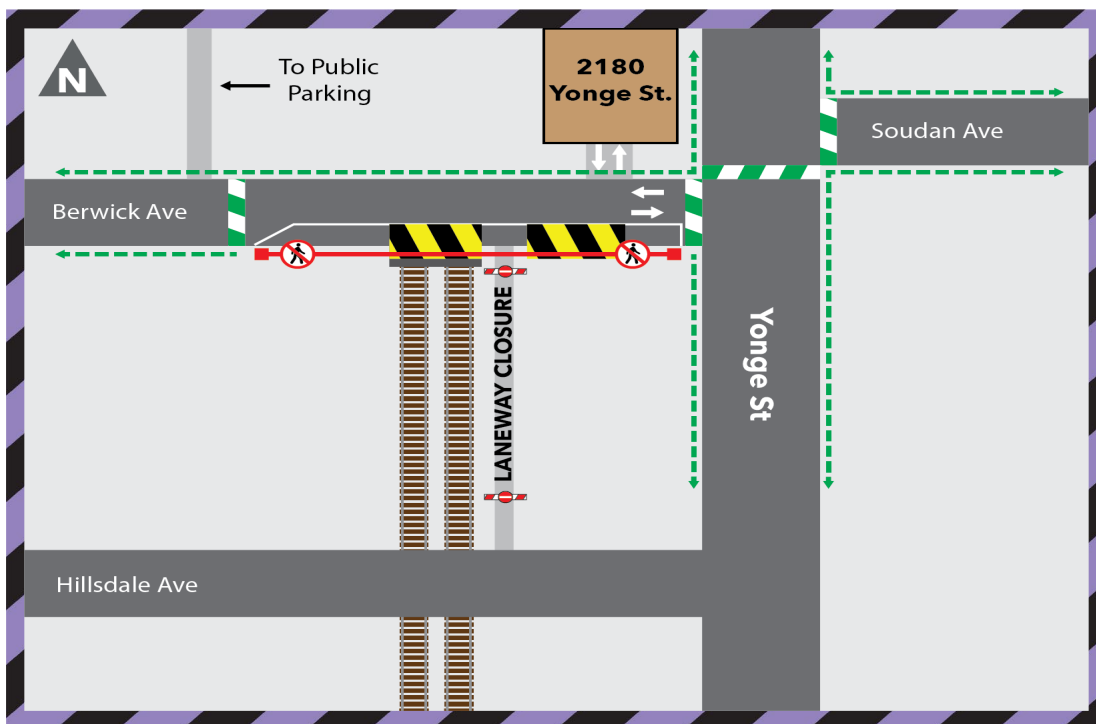 N
To Public
Parking
2180
Yonge St.
Soudan Ave
Berwick Ave
LANEWAY CLOSURE
Yonge St
Hillsdale Ave